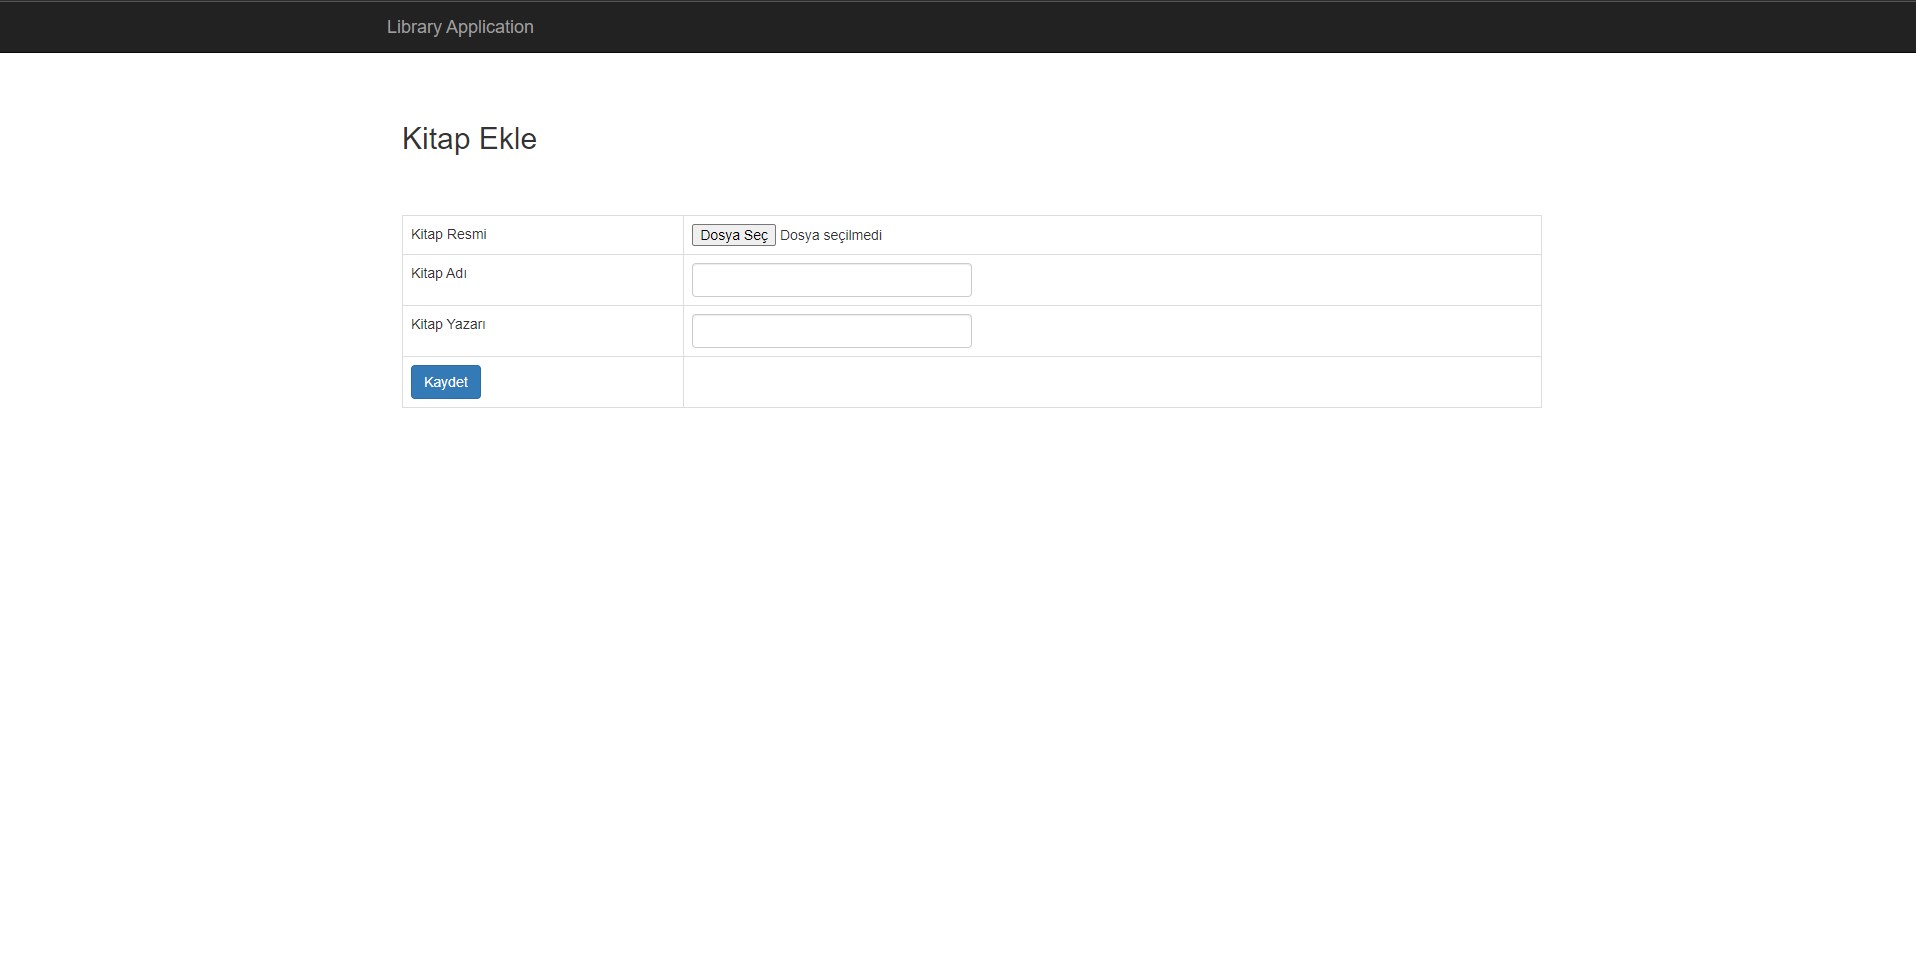 Library Application
Kitap Ekle
Kitap Resmi
Dosya Seç Dosya seçilmedi
Kitap Adı
Kitap Yazarı
Kaydet